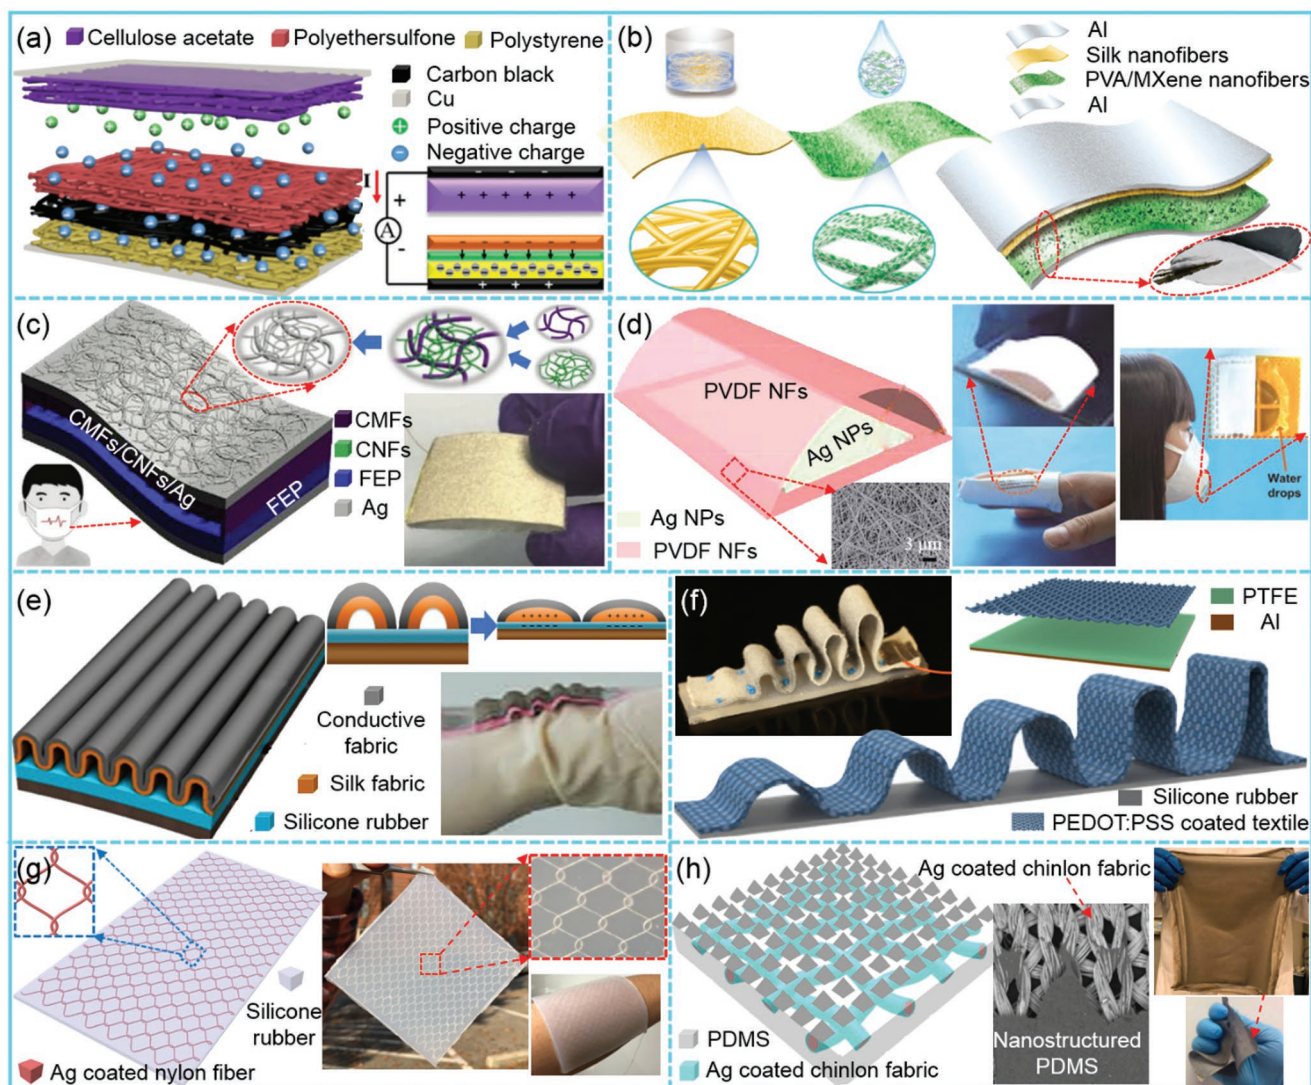 (a)
Cellulose acetate
Polyethersulfone
Polystyrene
Carbon black
Cu
+ Positive charge
- Negative charge
I
+
A
-
- - -
+ + + + + +
+ + +
(b)
Al
Silk nanofibers
PVA/MXene nanofibers
Al
(c)
CMFs/CNFs/Ag
FEP
CMFs
CNFs
FEP
Ag
(d)
PVDF NFs
Ag NPs
Ag NPs
PVDF NFs
3 μm
Water
drops
(e)
Conductive
fabric
Silk fabric
Silicone rubber
(f)
PTFE
Al
Silicone rubber
PEDOT:PSS coated textile
(g)
Silicone
rubber
Ag coated nylon fiber
(h)
Ag coated chinlon fabric
PDMS
Ag coated chinlon fabric
Nanostructured
PDMS